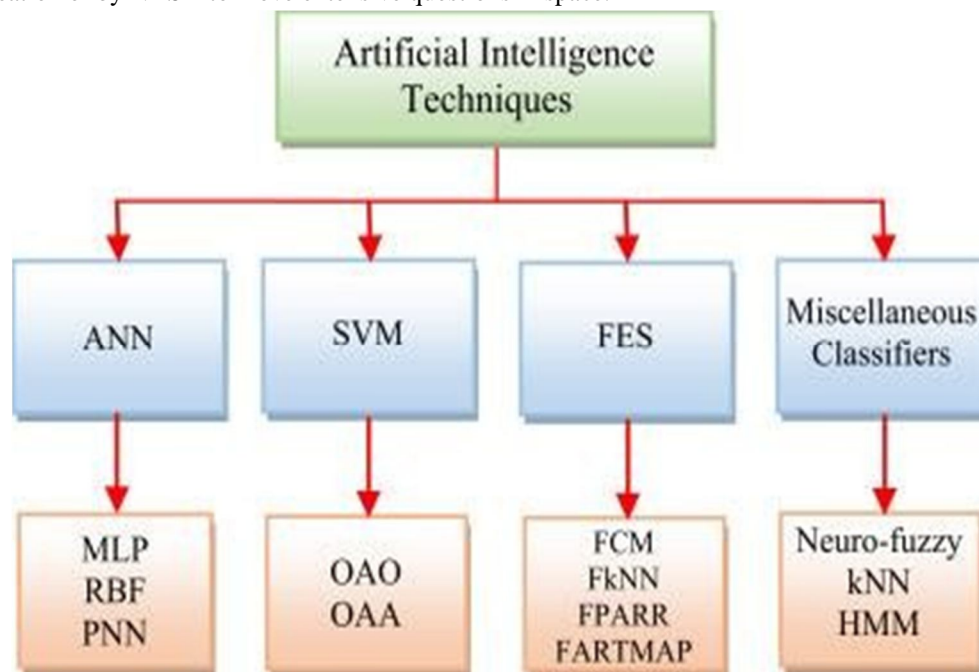 Artificial Intelligence
Techniques
ANN
SVM
FES
Miscellaneous
Classifiers
MLP
RBF
PNN
OAO
OAA
FCM
FkNN
FPARR
FARTMAP
Neuro-fuzzy
kNN
HMM